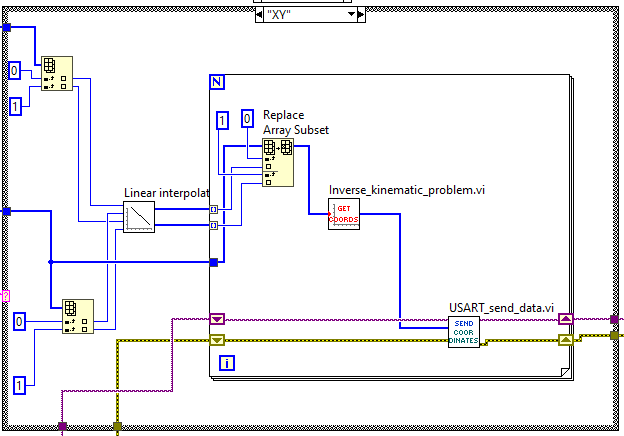 "XY"
0
1
N
1
0
Replace
Array Subset
Linear interpolat
Inverse_kinematic_problem.vi
GET
COORDS
USART_send_data.vi
SEND
COOR
DINATES
0
1
i
?